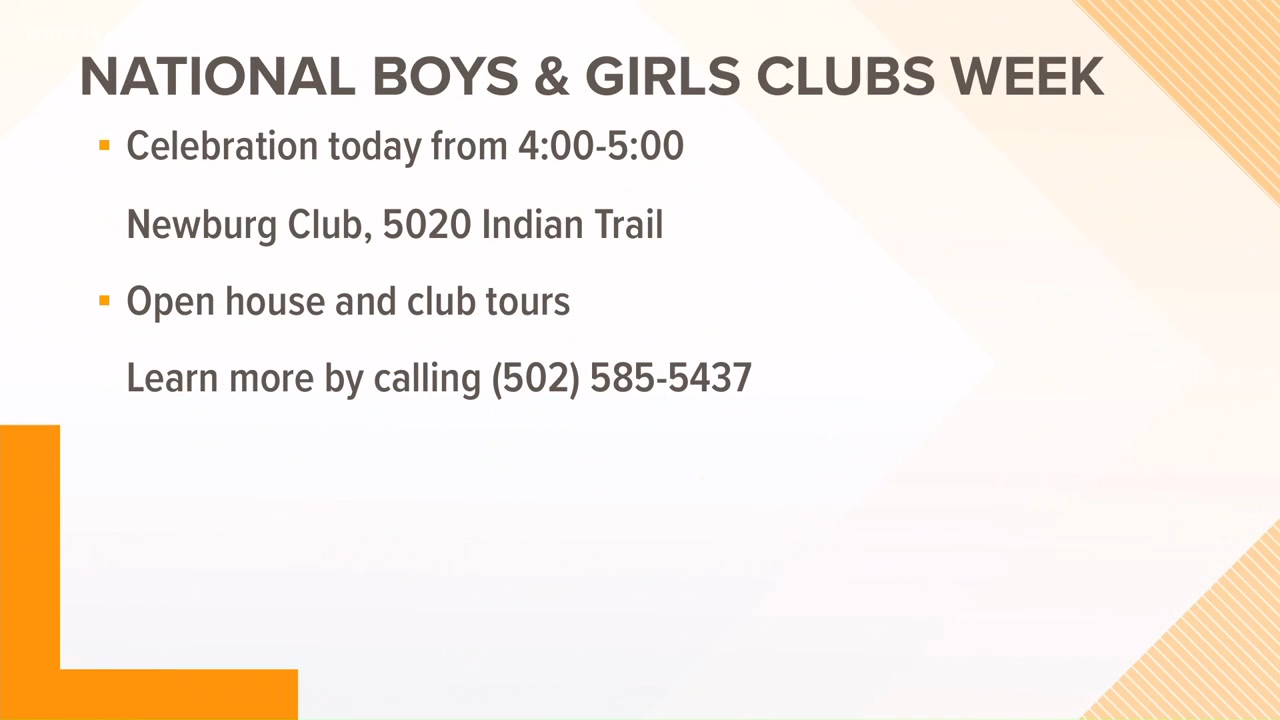 NATIONAL BOYS & GIRLS CLUBS WEEK
Celebration today from 4:00-5:00
Newburg Club, 5020 Indian Trail
Open house and club tours
Learn more by calling (502) 585-5437